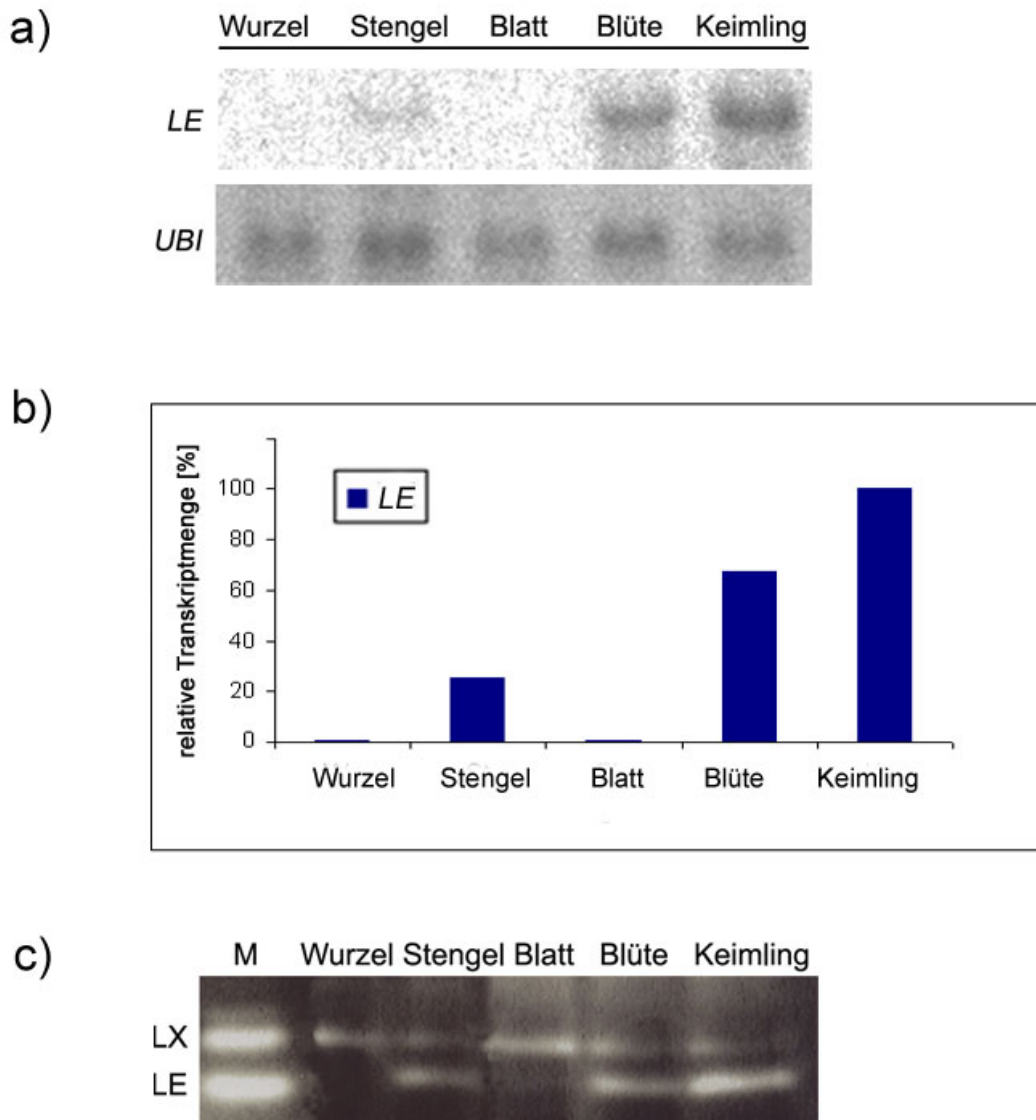 a)
Wurzel Stengel Blatt Blüte Keimling
LE
UBI
b)
relative Transkriptmenge [%]
100
80
60
40
20
0
LE
Wurzel Stengel Blatt Blüte Keimling
c)
M Wurzel Stengel Blatt Blüte Keimling
LX
LE